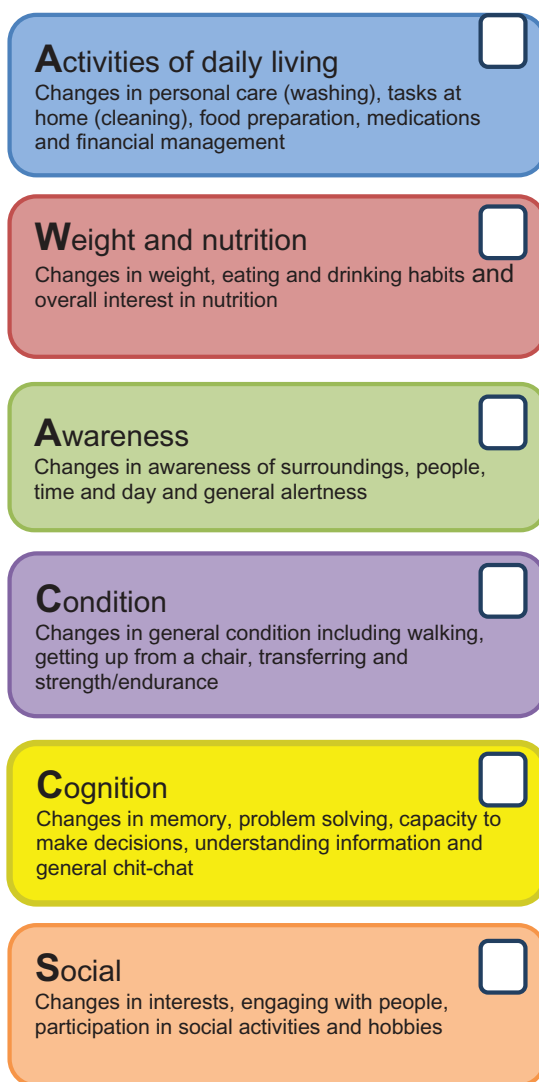 Activities of daily living
Changes in personal care (washing), tasks at
home (cleaning), food preparation, medications
and financial management
Weight and nutrition
Changes in weight, eating and drinking habits and
overall interest in nutrition
Awareness
Changes in awareness of surroundings, people,
time and day and general alertness
Condition
Changes in general condition including walking,
getting up from a chair, transferring and
strength/endurance
Cognition
Changes in memory, problem solving, capacity to
make decisions, understanding information and
general chit-chat
Social
Changes in interests, engaging with people,
participation in social activities and hobbies